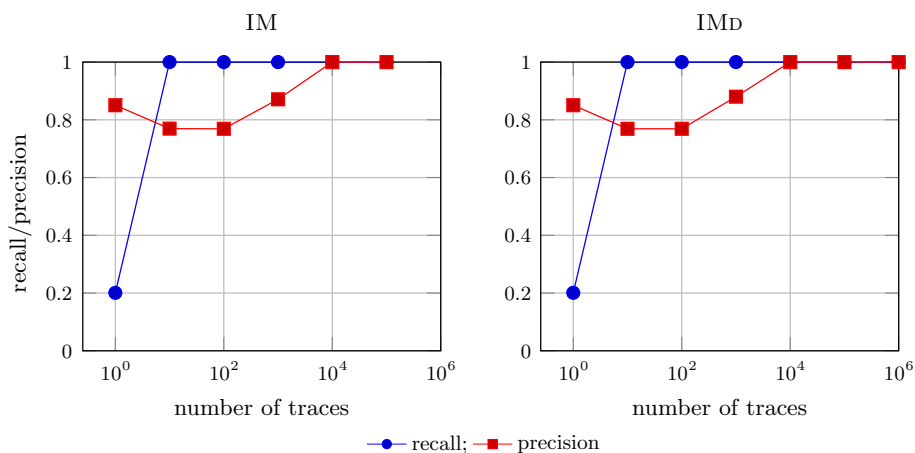 IM
IMD
recall/precision
1
0.8
0.6
0.4
0.2
0
10^0 10^2 10^4 10^6
number of traces
1
0.8
0.6
0.4
0.2
0
10^0 10^2 10^4 10^6
number of traces
recall; precision